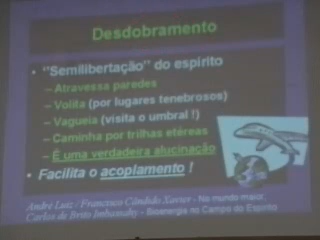 Desdobramento
• "Semilibertação" do espírito
– Atravessa paredes
– Volita (por lugares tenebrosos)
– Vagueia (visita o umbral !)
– Caminha por trilhas etéreas
– É uma verdadeira alucinação
• Facilita o acoplamento !
André Luiz / Francisco Cândido Xavier - No mundo maior
Carlos de Brito Imbassahy - Bioenergia no Campo do Espírito